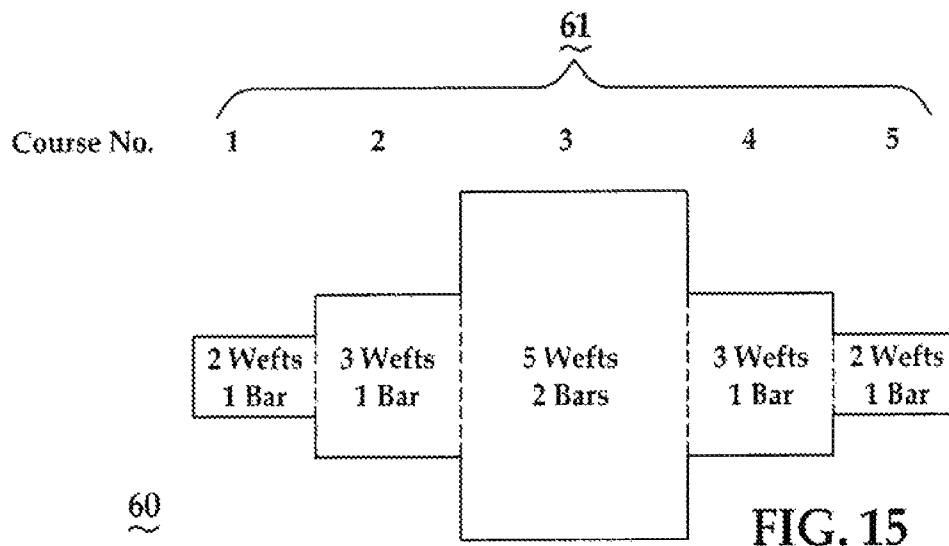 61
Course No. 1 2 3 4 5
2 Wefts 3 Wefts 5 Wefts 3 Wefts 2 Wefts
1 Bar 1 Bar 2 Bars 1 Bar 1 Bar
60
FIG. 15